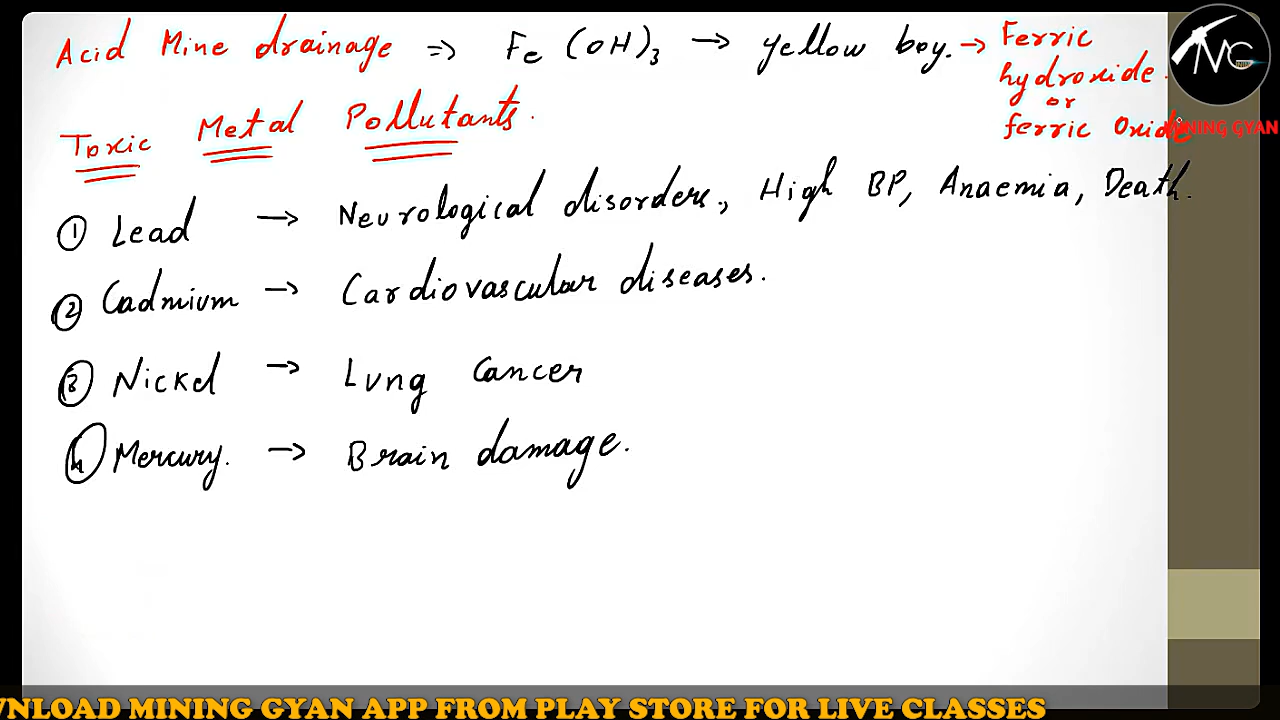 Acid Mine drainage ⇒ Fe (OH)₃ → yellow boy. → Ferric
hydroxide.
or
ferric Oxide
MINING GYAN
Toxic Metal Pollutants.
① Lead → Neurological disorders, High BP, Anaemia, Death.
② Cadmium → Cardiovascular diseases.
③ Nickel → Lung Cancer
④ Mercury. → Brain damage.
WNLOAD MINING GYAN APP FROM PLAY STORE FOR LIVE CLASSES